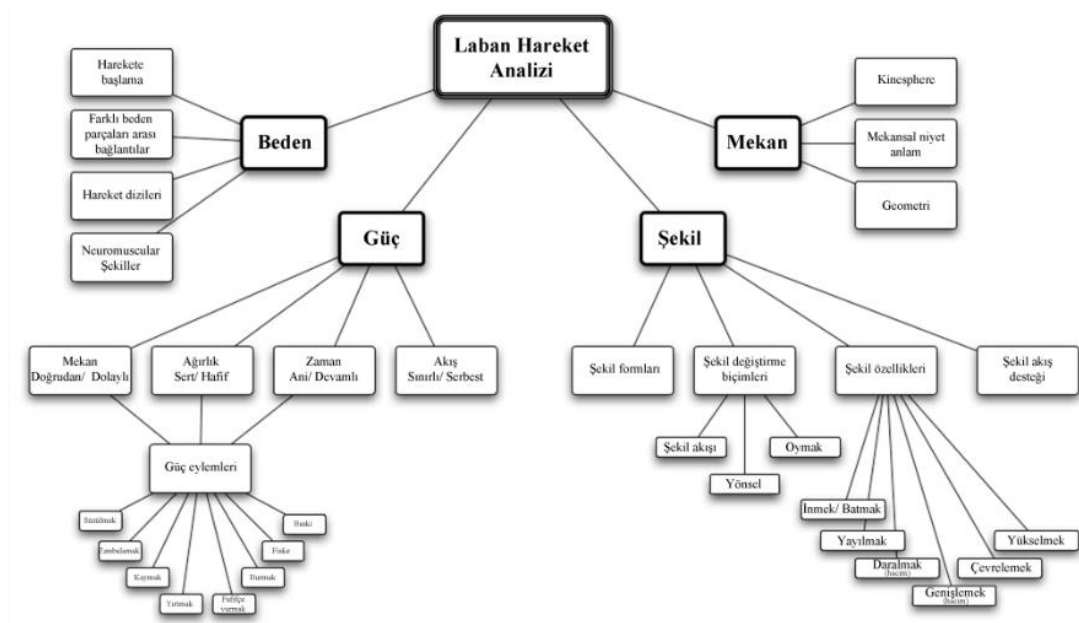 Laban Hareket
Analizi
Beden
Harekete
başlama
Farklı beden
parçaları arası
bağlantılar
Hareket dizileri
Neuromuscular
Şekiller
Mekan
Kinesphere
Mekansal niyet
anlam
Geometri
Güç
Mekan
Doğrudan/ Dolaylı
Ağırlık
Sert/ Hafif
Zaman
Ani/ Devamlı
Akış
Sınırlı/ Serbest
Güç eylemleri
Süzülmek
Kaymak
Yırtmak
Hafifçe
vurmak
Burmak
Fiske
Baskı
Şekil
Şekil formları
Şekil değiştirme
biçimleri
Şekil akışı
Yönsel
Oymak
Şekil özellikleri
İnmek/ Batmak
Yayılmak
Daralmak
(hacim)
Genişlemek
(hacim)
Çevrelemek
Yükselmek
Şekil akış
desteği